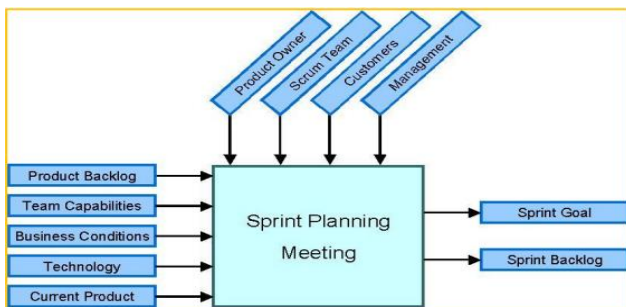 Product Owner
Scrum Team
Customers
Management
Product Backlog
Team Capabilities
Business Conditions
Technology
Current Product
Sprint Planning
Meeting
Sprint Goal
Sprint Backlog